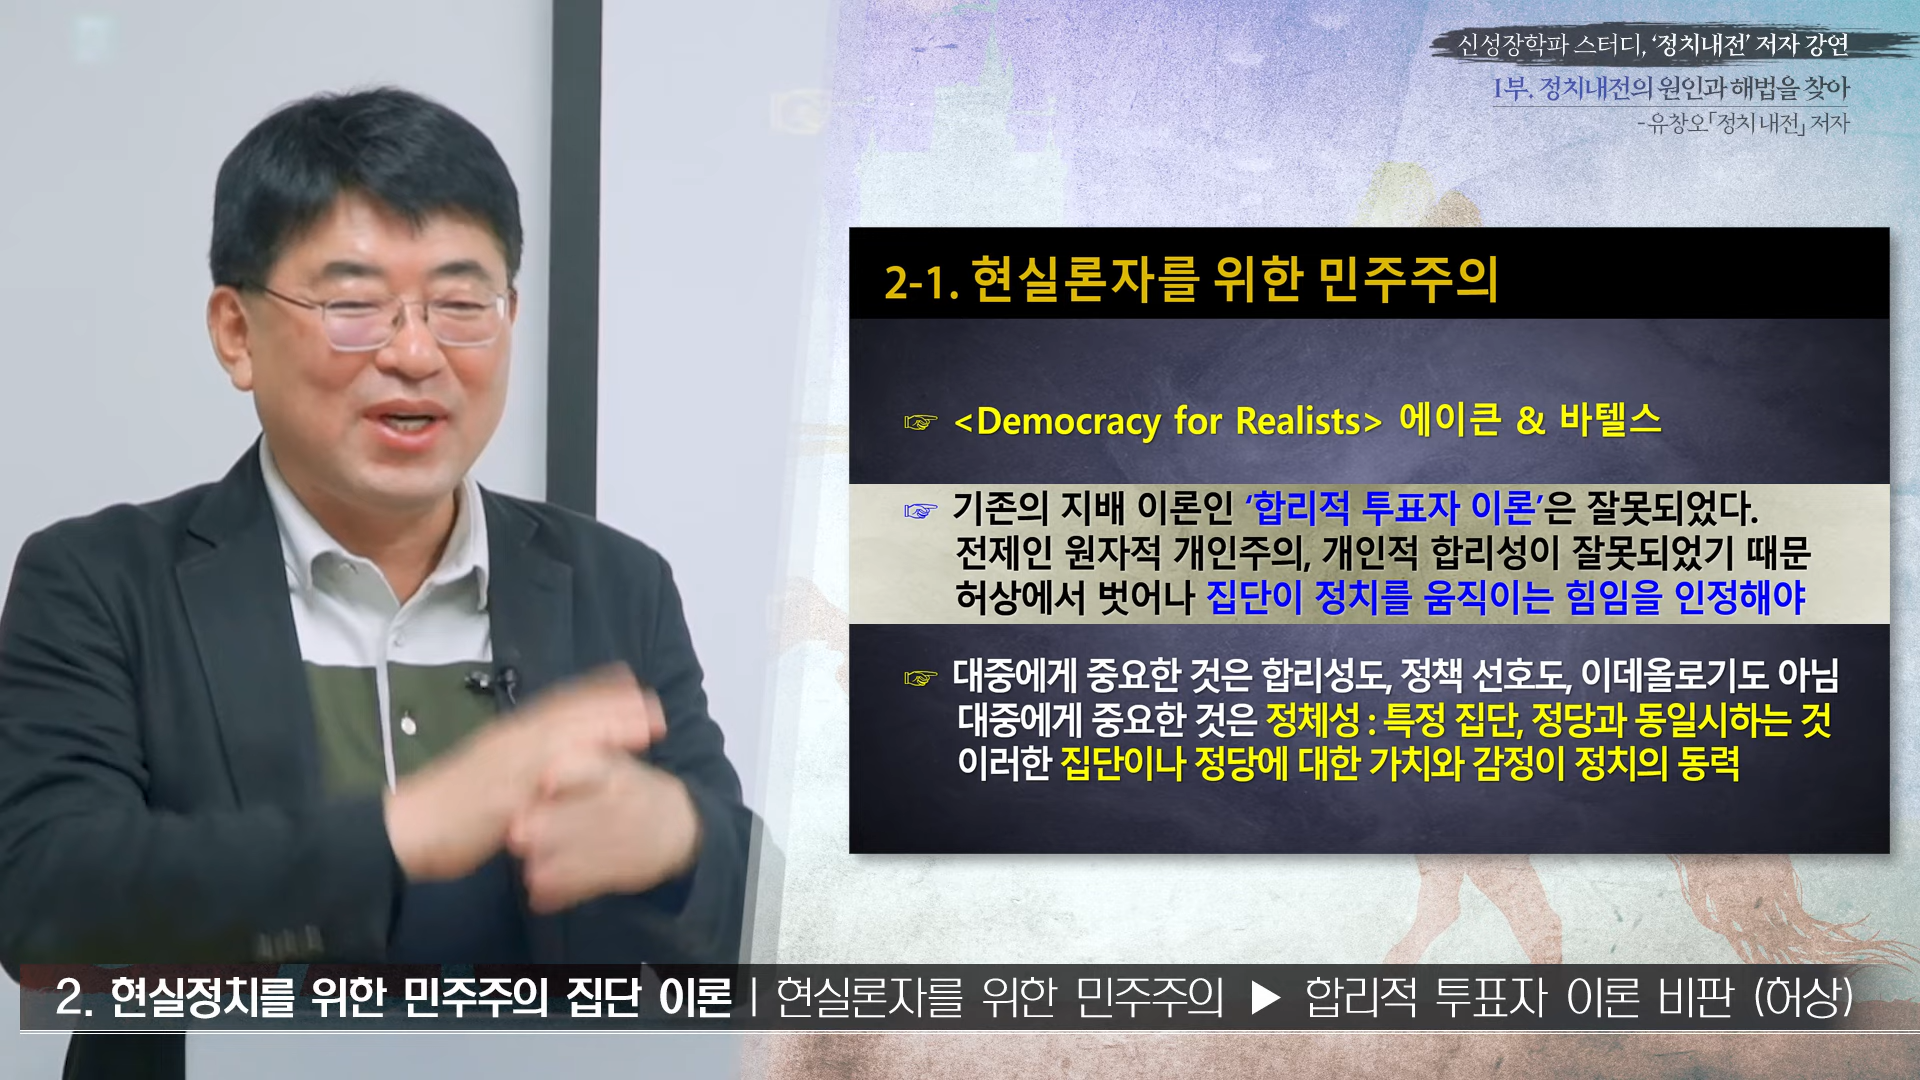 신성장학파 스터디, ‘정치내전’ 저자 강연
1부. 정치내전의 원인과 해법을 찾아
-유창오「정치 내전」 저자
2-1. 현실론자를 위한 민주주의
☞ <Democracy for Realists> 에이큰 & 바텔스
☞ 기존의 지배 이론인 ‘합리적 투표자 이론’은 잘못되었다.
전제인 원자적 개인주의, 개인적 합리성이 잘못되었기 때문
허상에서 벗어나 집단이 정치를 움직이는 힘임을 인정해야
☞ 대중에게 중요한 것은 합리성도, 정책 선호도, 이데올로기도 아님
대중에게 중요한 것은 정체성 : 특정 집단, 정당과 동일시하는 것
이러한 집단이나 정당에 대한 가치와 감정이 정치의 동력
2. 현실정치를 위한 민주주의 집단 이론 | 현실론자를 위한 민주주의 ▶ 합리적 투표자 이론 비판 (허상)